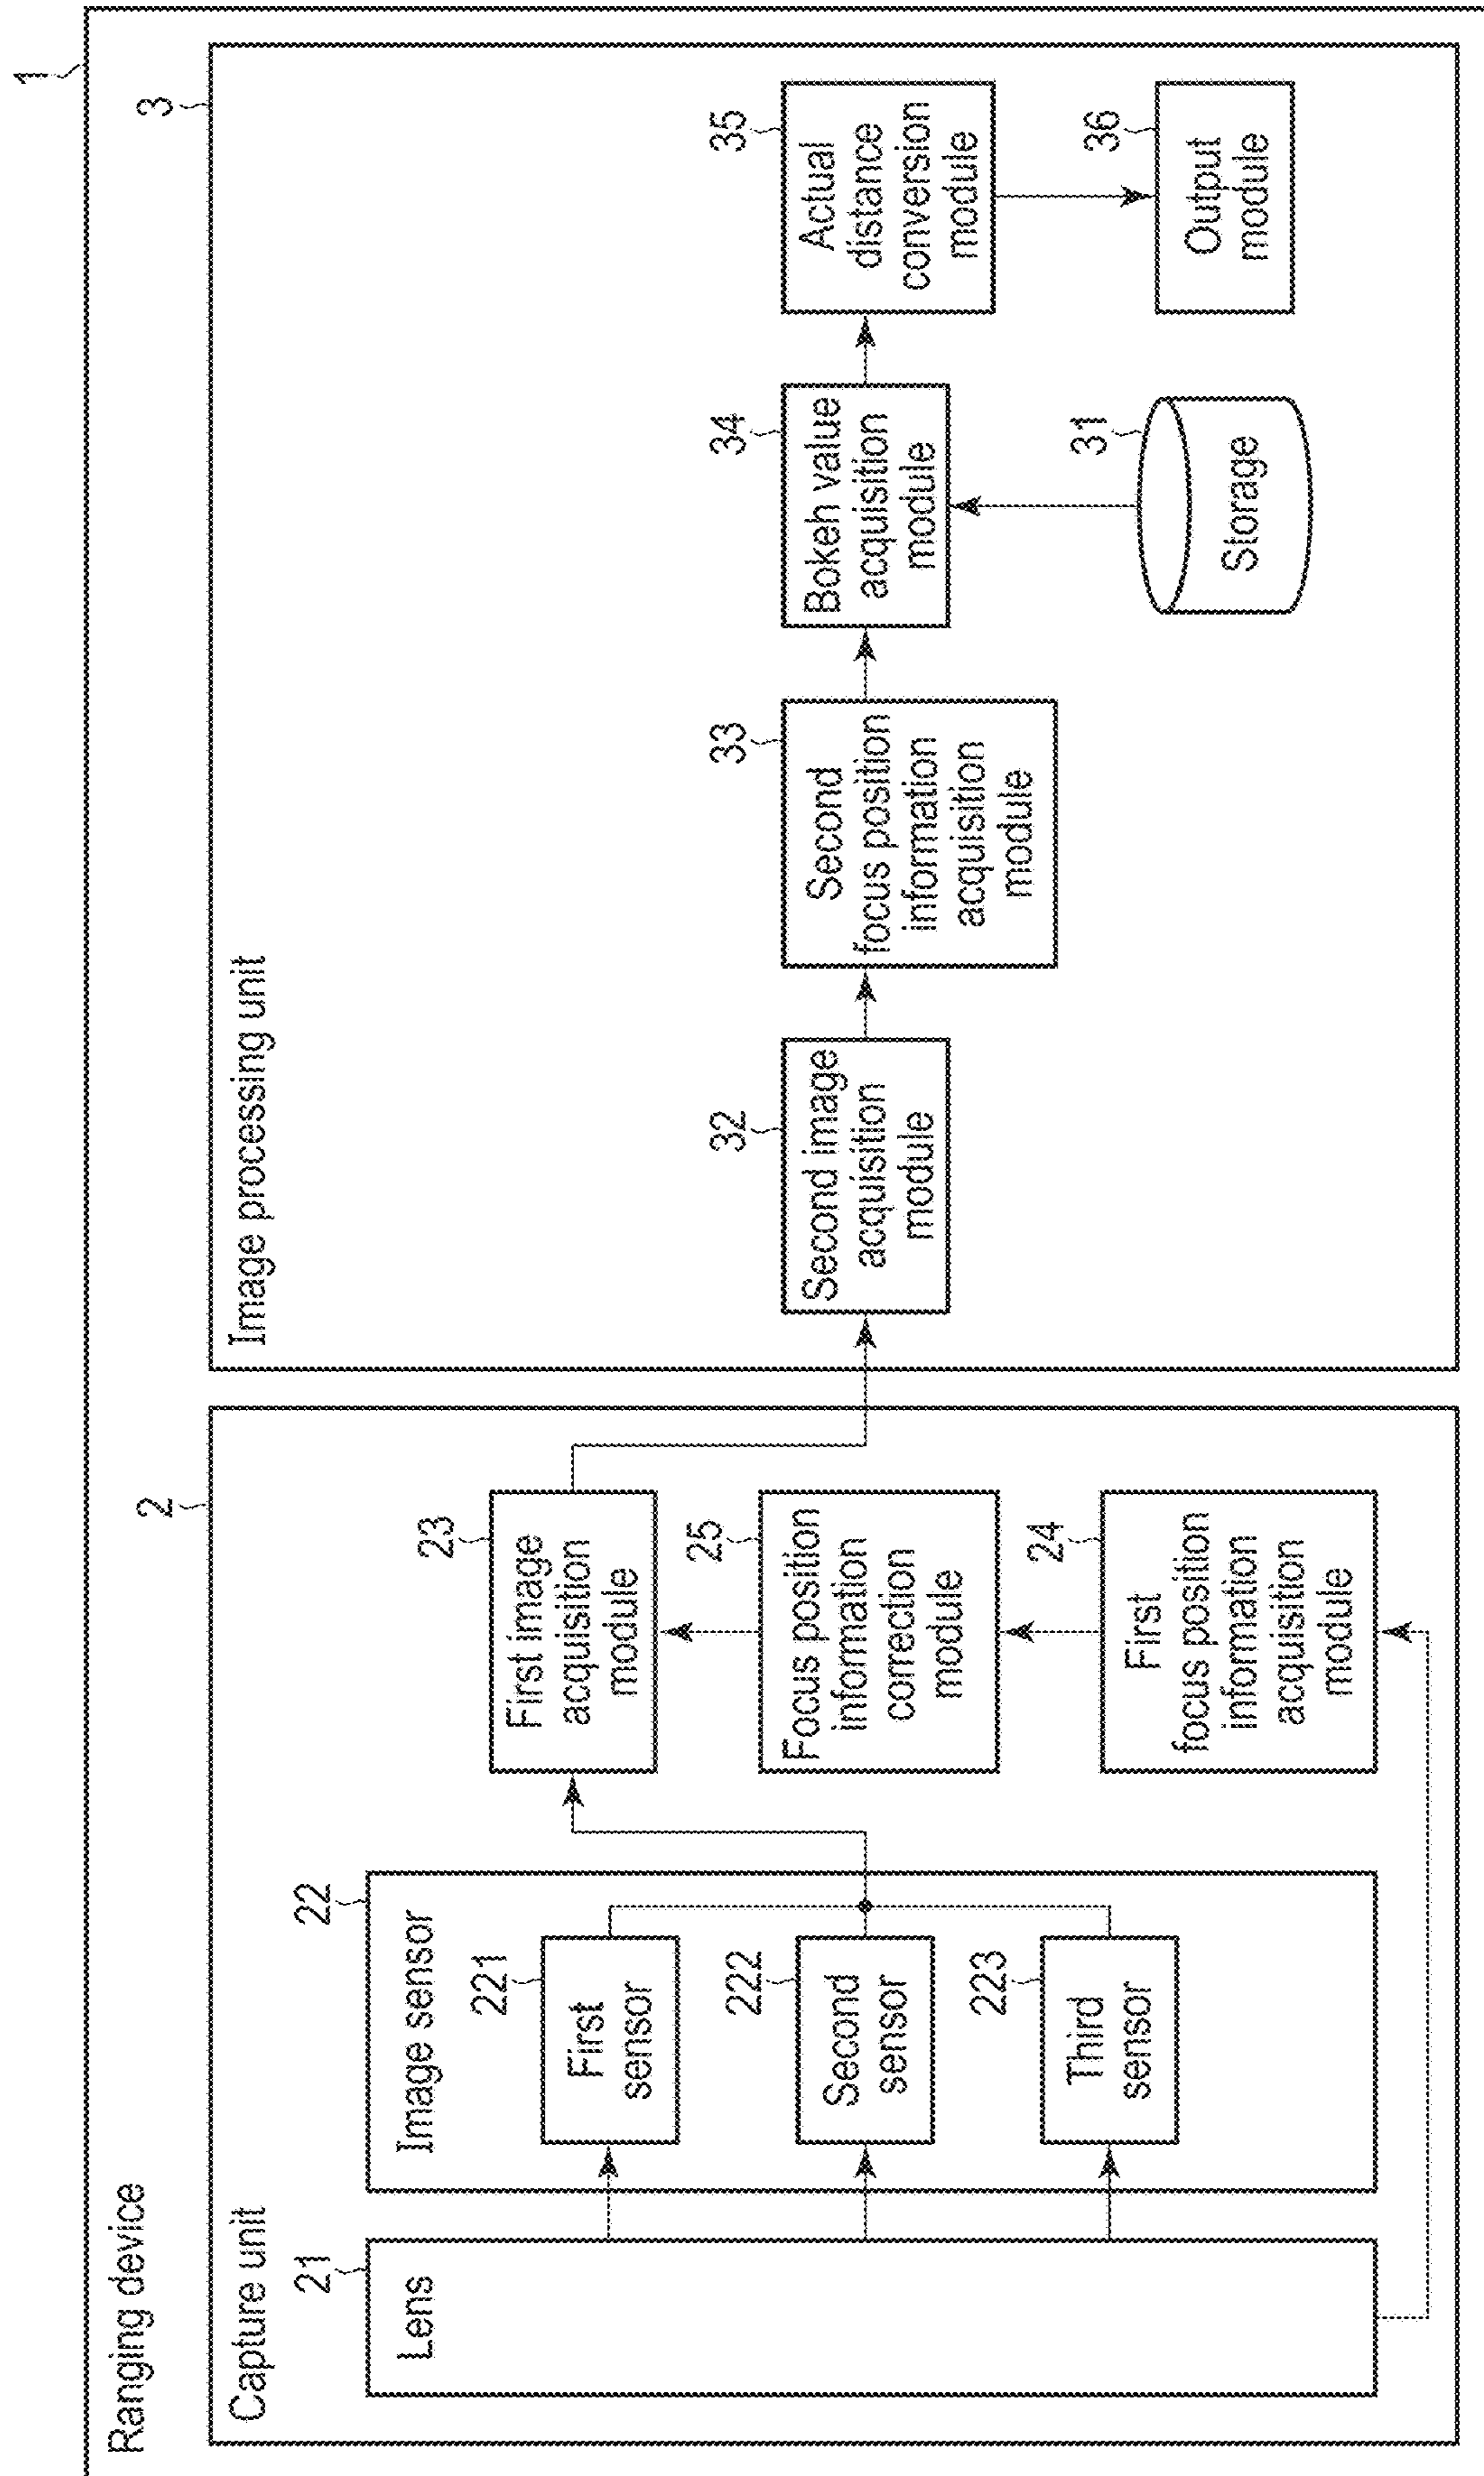 1
Ranging device
2
Capture unit
21
Lens
22
Image sensor
221
First
sensor
222
Second
sensor
223
Third
sensor
23
First image
acquisition
module
25
Focus position
information
correction
module
24
First
focus position
information
acquisition
module
3
Image processing unit
32
Second image
acquisition
module
33
Second
focus position
information
acquisition
module
34
Bokeh value
acquisition
module
31
Storage
35
Actual
distance
conversion
module
36
Output
module